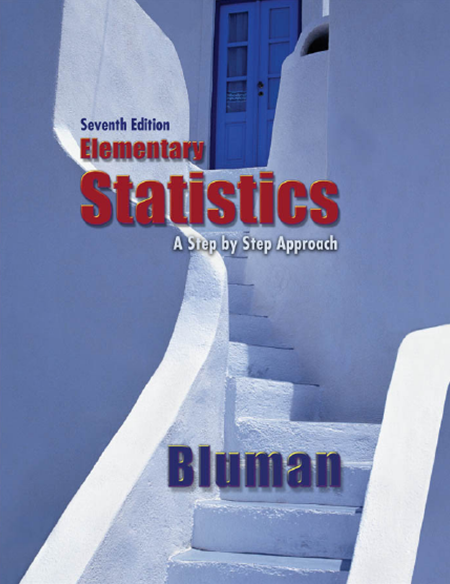 Seventh Edition
Elementary
Statistics
A Step by Step Approach
Bluman